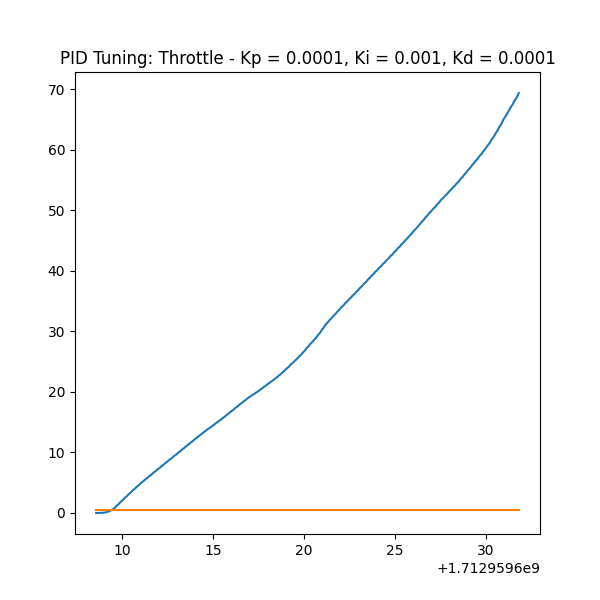 PID Tuning: Throttle - Kp = 0.0001, Ki = 0.001, Kd = 0.0001
70
60
50
40
30
20
10
0
10 15 20 25 30
+1.7129596e9